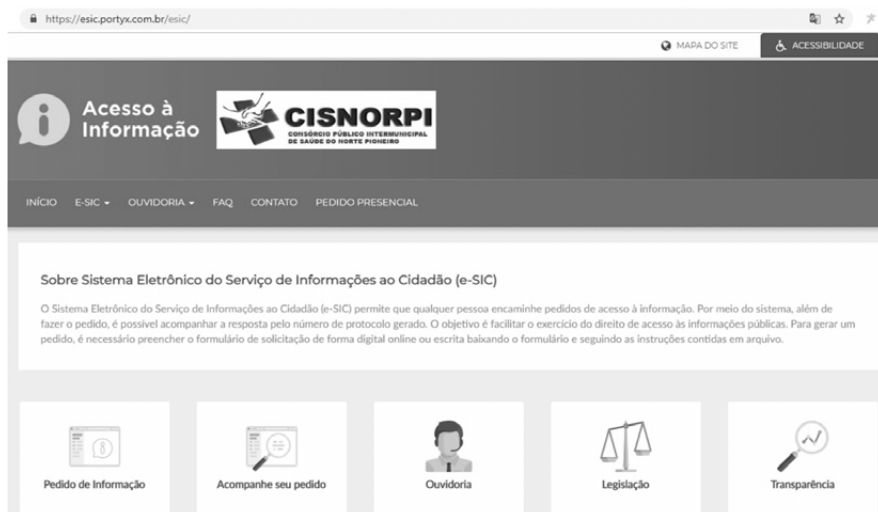 https://esic.portyx.com.br/esic/
MAPA DO SITE
ACESSIBILIDADE
Acesso à
Informação
CISNORPI
CONSÓRCIO PÚBLICO INTERMUNICIPAL
DE SAÚDE DO NORTE PIONEIRO
INÍCIO E-SIC OUVIDORIA FAQ CONTATO PEDIDO PRESENCIAL
Sobre Sistema Eletrônico do Serviço de Informações ao Cidadão (e-SIC)
O Sistema Eletrônico do Serviço de Informações ao Cidadão (e-SIC) permite que qualquer pessoa encaminhe pedidos de acesso à informação. Por meio do sistema, além de
fazer o pedido, é possível acompanhar a resposta pelo número de protocolo gerado. O objetivo é facilitar o exercício do direito de acesso às informações públicas. Para gerar um
pedido, é necessário preencher o formulário de solicitação de forma digital online ou escrita baixando o formulário e seguindo as instruções contidas em arquivo.
Pedido de Informação
Acompanhe seu pedido
Ouvidoria
Legislação
Transparência